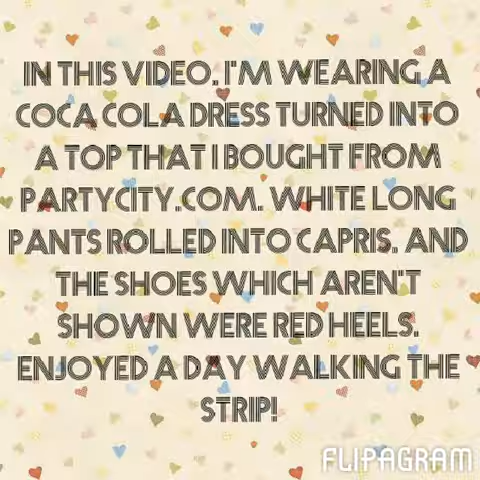 IN THIS VIDEO, I'M WEARING A
COCA COLA DRESS TURNED INTO
A TOP THAT I BOUGHT FROM
PARTYCITY.COM. WHITE LONG
PANTS ROLLED INTO CAPRIS. AND
THE SHOES WHICH AREN'T
SHOWN WERE RED HEELS.
ENJOYED A DAY WALKING THE
STRIP!
FLIPAGRAM